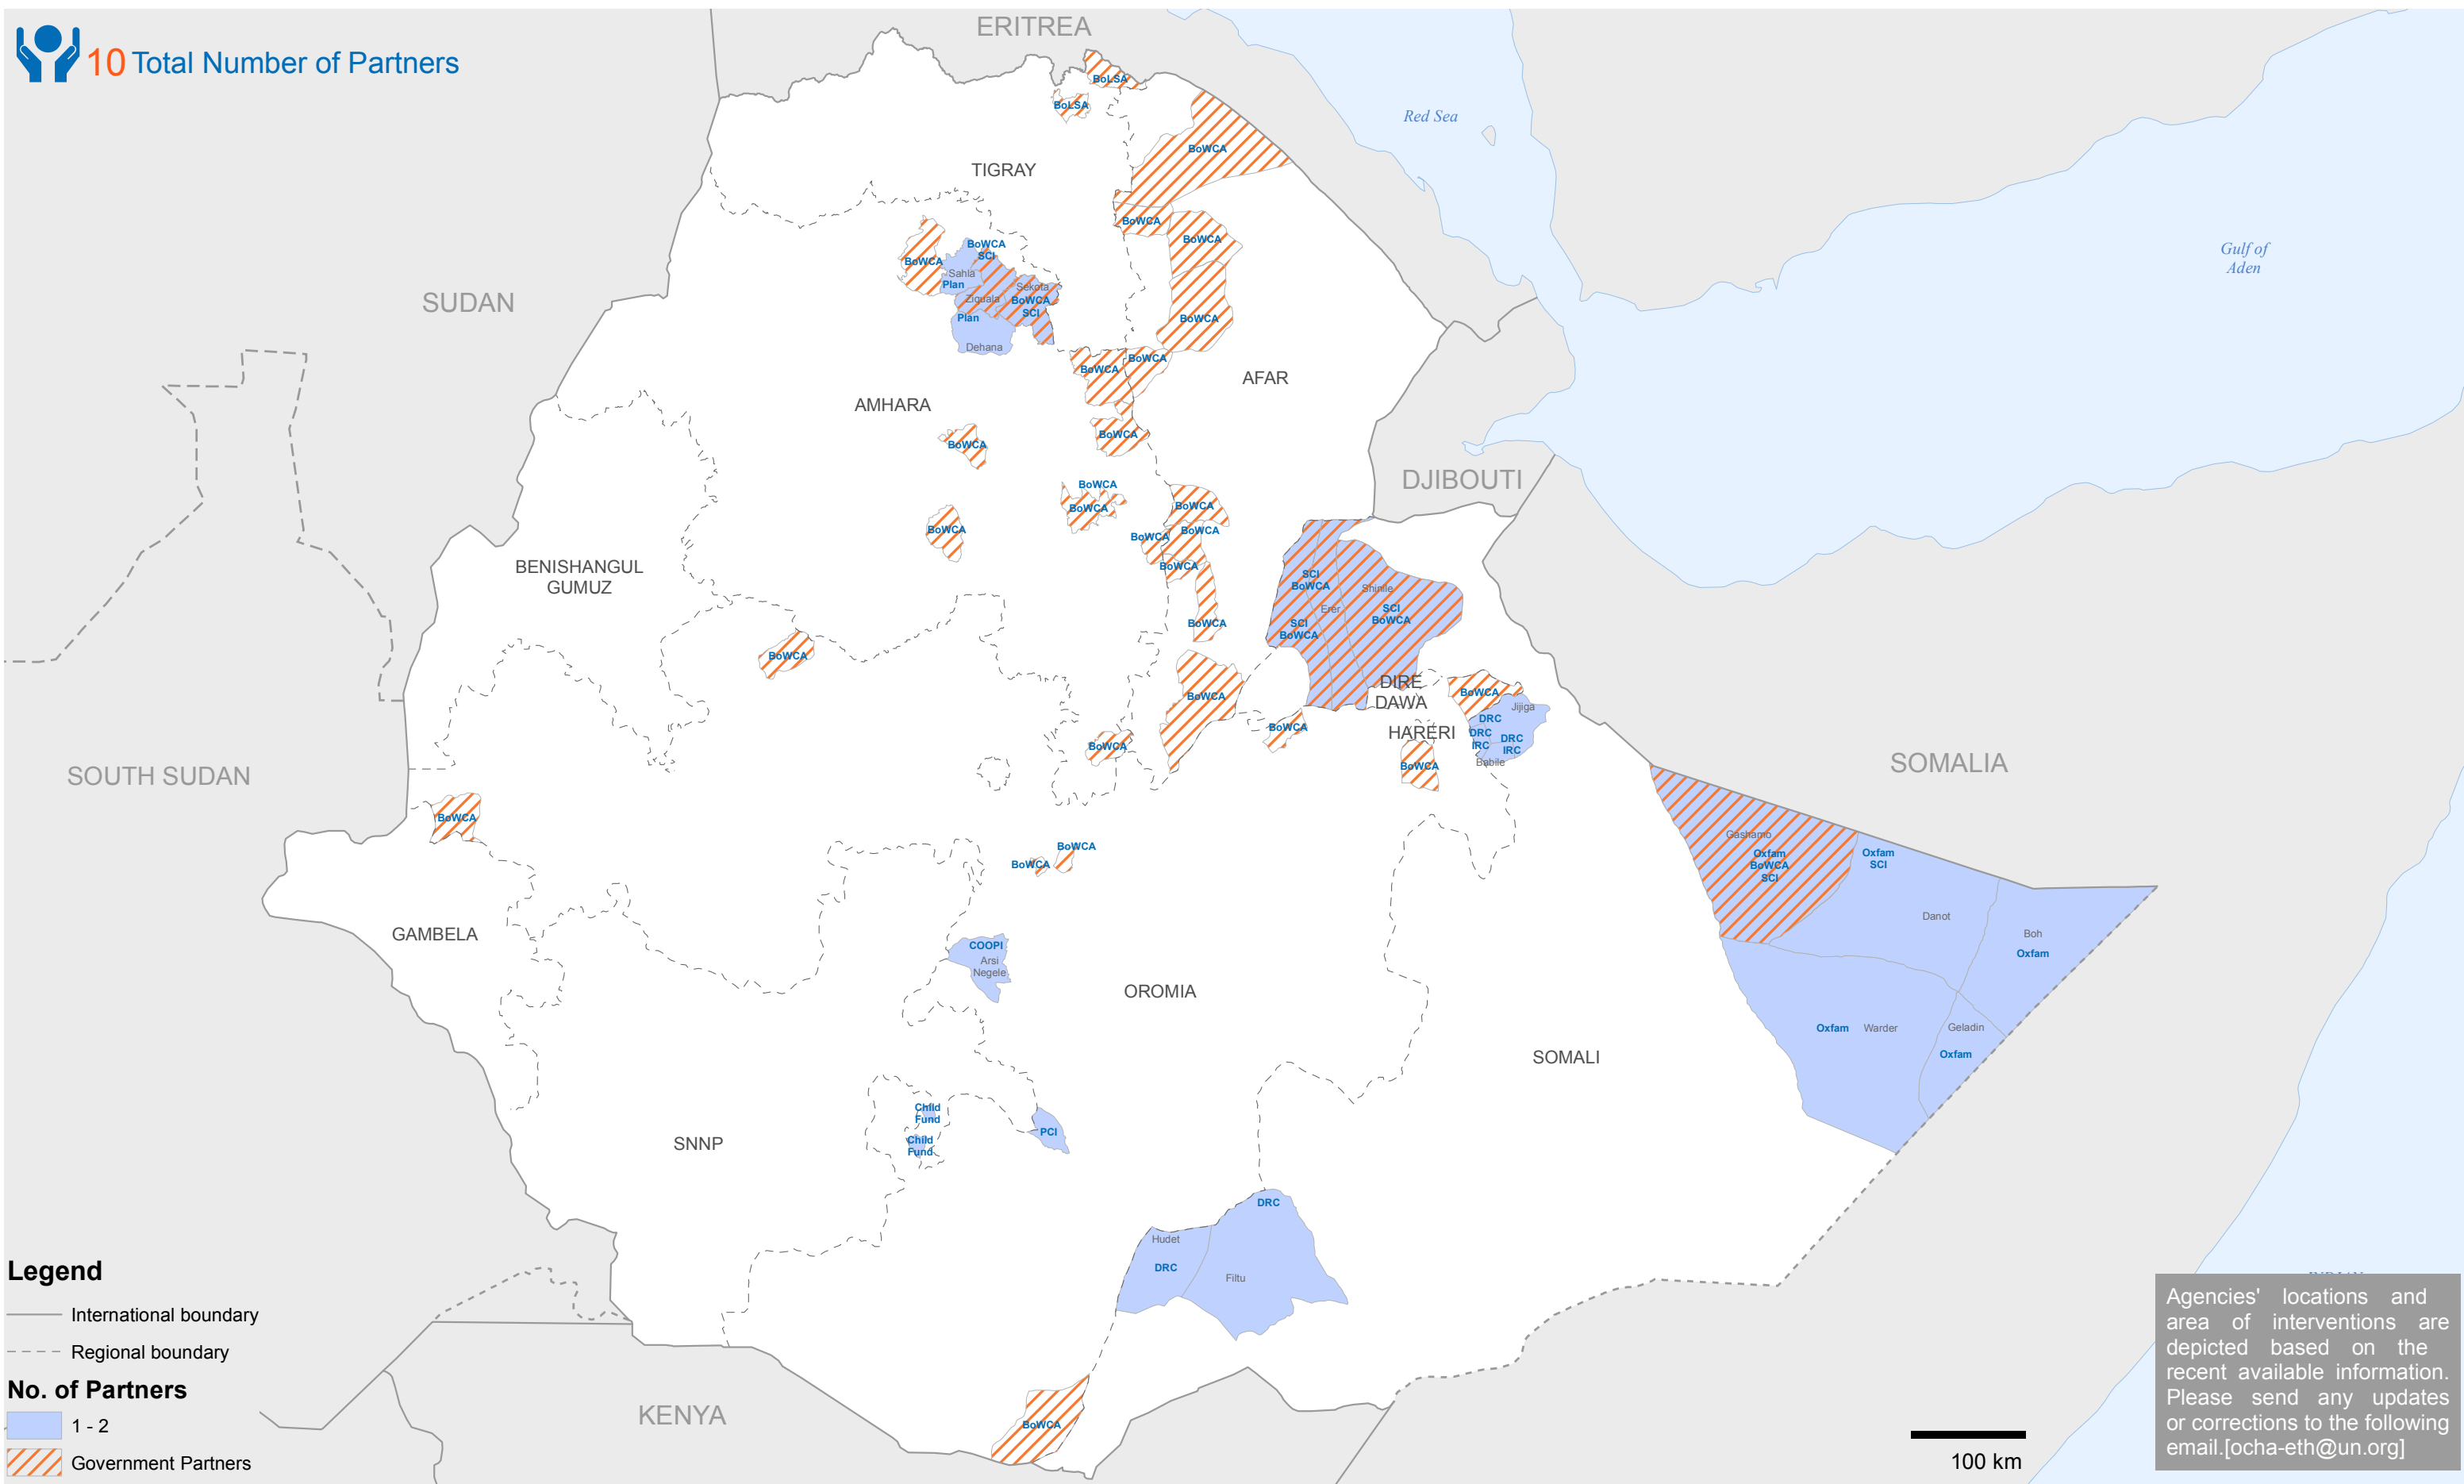 10 Total Number of Partners
ERITREA
BoLSA
BoLSA
Red Sea
BoWCA
TIGRAY
BoWCA
BoWCA
BoWCA
SCI
BoWCA
Sahla
Plan
Sekota
Ziquala
BoWCA
SCI
Plan
Dehana
BoWCA
Gulf of
Aden
SUDAN
BoWCA
BoWCA
AFAR
AMHARA
BoWCA
BoWCA
DJIBOUTI
BoWCA
BoWCA
BoWCA
BoWCA
BoWCA
BoWCA
BoWCA
BENISHANGUL
GUMUZ
SCI
BoWCA
Shinile
Erer
SCI
BoWCA
SCI
BoWCA
BoWCA
BoWCA
BoWCA
DIRE
DAWA
BoWCA
Jijiga
DRC
BoWCA
HARERI
DRC
IRC
DRC
IRC
Babile
BoWCA
BoWCA
SOUTH SUDAN
SOMALIA
BoWCA
Gashamo
Oxfam
BoWCA
SCI
Oxfam
SCI
BoWCA
BoWCA
Danot
Boh
Oxfam
GAMBELA
COOPI
Arsi
Negele
OROMIA
Oxfam
Warder
Geladin
Oxfam
SOMALI
Child
Fund
Child
Fund
PCI
SNNP
DRC
Hudet
DRC
Filtu
BoWCA
KENYA
Legend
International boundary
Regional boundary
No. of Partners
1 - 2
Government Partners
100 km
Agencies' locations and
area of interventions are
depicted based on the
recent available information.
Please send any updates
or corrections to the following
email.[ocha-eth@un.org]